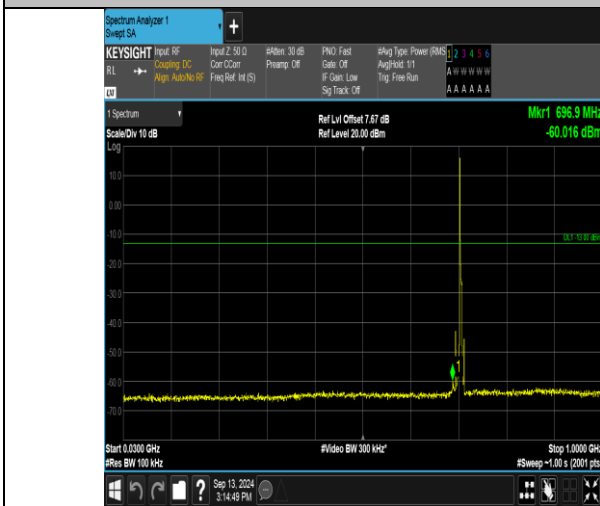 Spectrum Analyzer 1
Swept SA
+
KEYSIGHT
RL
LXI
Input: RF
Coupling: DC
Align: Auto/No RF
Input Z: 50 Ω
Corr CCorr
Freq Ref: Int (S)
#Atten: 30 dB
Preamp: Off
PNO: Fast
Gate: Off
IF Gain: Low
Sig Track: Off
#Avg Type: Power (RMS
Avg|Hold: 1/1
Trig: Free Run
1 2 3 4 5 6
A W W W W W
A A A A A A
1 Spectrum
Scale/Div 10 dB
Ref Lvl Offset 7.67 dB
Ref Level 20.00 dBm
Mkr1 696.9 MHz
-60.016 dBm
Log
10.0
0.00
-10.0
DL1 -13.00 dBm
-20.0
-30.0
-40.0
-50.0
-60.0
-70.0
1
Start 0.0300 GHz
#Res BW 100 kHz
#Video BW 300 kHz*
Stop 1.0000 GHz
#Sweep ~1.00 s (2001 pts
?
Sep 13, 2024
3:14:49 PM